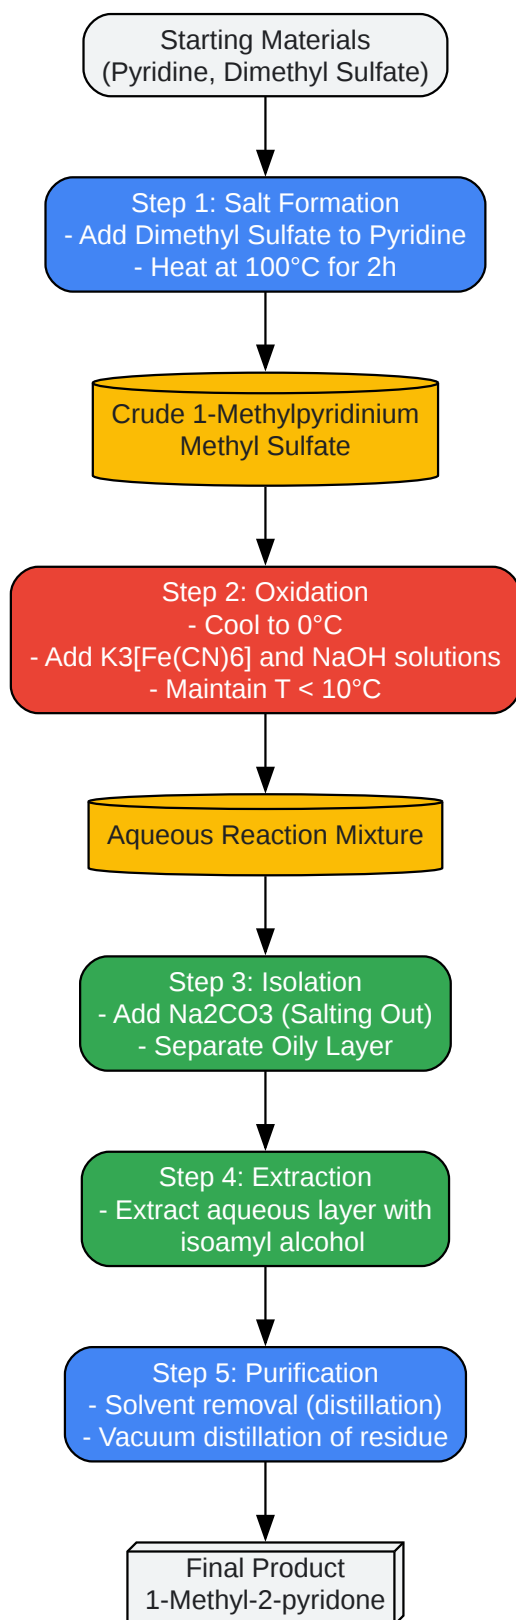 Starting Materials
(Pyridine, Dimethyl Sulfate)
Step 1: Salt Formation
- Add Dimethyl Sulfate to Pyridine
- Heat at 100°C for 2h
Crude 1-Methylpyridinium
Methyl Sulfate
Step 2: Oxidation
- Cool to 0°C
- Add K3[Fe(CN)6] and NaOH solutions
- Maintain T < 10°C
Aqueous Reaction Mixture
Step 3: Isolation
- Add Na2CO3 (Salting Out)
- Separate Oily Layer
Step 4: Extraction
- Extract aqueous layer with
isoamyl alcohol
Step 5: Purification
- Solvent removal (distillation)
- Vacuum distillation of residue
Final Product
1-Methyl-2-pyridone